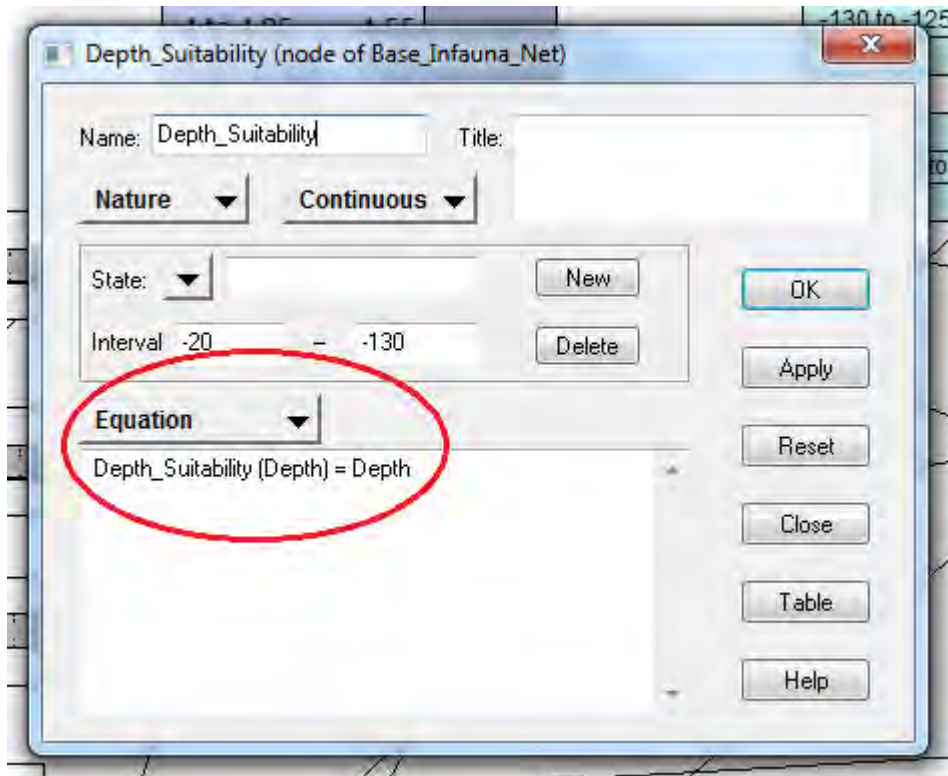 -130 to -125
Depth_Suitability (node of Base_Infauna_Net)
Name: Depth_Suitability Title:
Nature Continuous
State: New
OK
Interval -20 - -130 Delete
Apply
Equation
Reset
Depth_Suitability (Depth) = Depth
Close
Table
Help